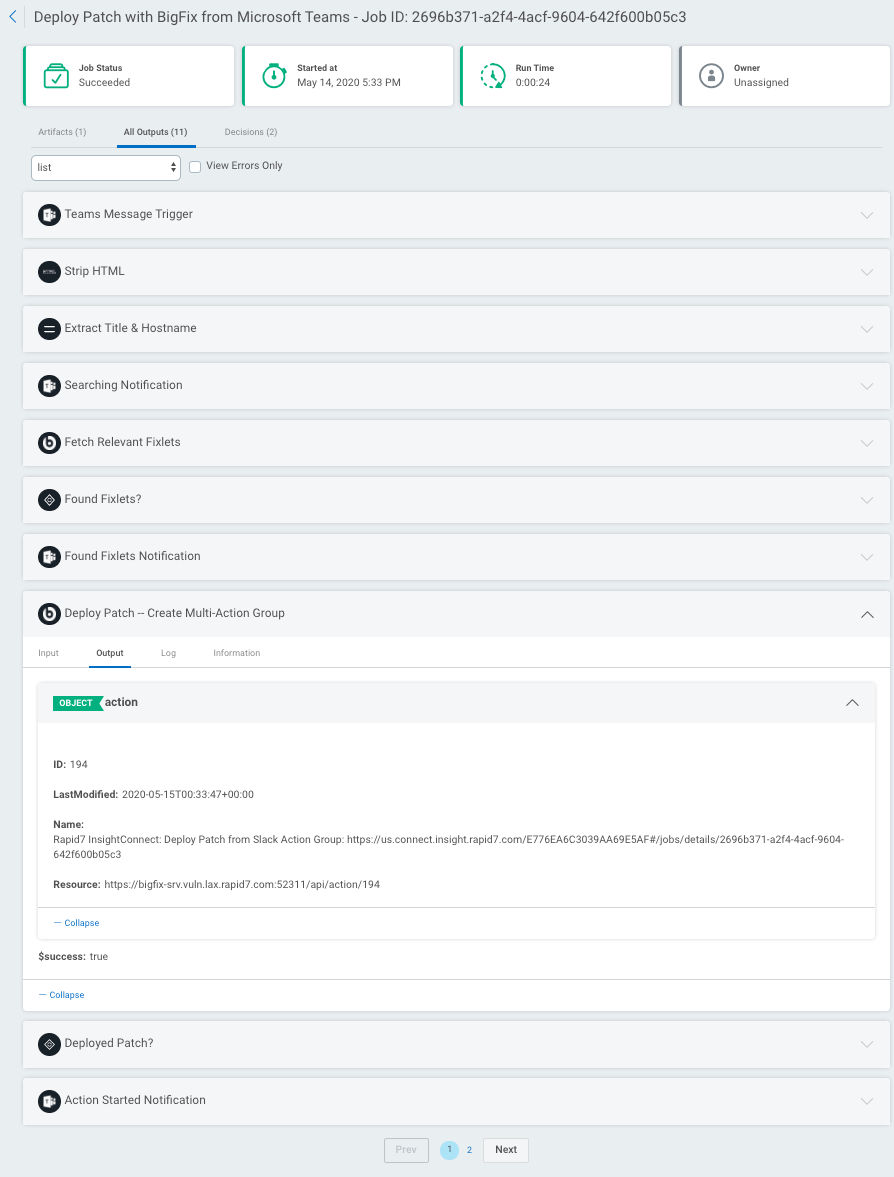 Deploy Patch with BigFix from Microsoft Teams - Job ID: 2696b371-a2f4-4acf-9604-642f600b05c3
Job Status
Succeeded
Started at
May 14, 2020 5:33 PM
Run Time
0:00:24
Owner
Unassigned
Artifacts (1)
All Outputs (11)
Decisions (2)
list
View Errors Only
Teams Message Trigger
HTML Strip HTML
Extract Title & Hostname
Searching Notification
Fetch Relevant Fixlets
Found Fixlets?
Found Fixlets Notification
Deploy Patch -- Create Multi-Action Group
Input
Output
Log
Information
OBJECT action
ID: 194
LastModified: 2020-05-15T00:33:47+00:00
Name:
Rapid7 InsightConnect: Deploy Patch from Slack Action Group: https://us.connect.insight.rapid7.com/E776EA6C3039AA69E5AF#/jobs/details/2696b371-a2f4-4acf-9604-
642f600b05c3
Resource: https://bigfix-srv.vuln.lax.rapid7.com:52311/api/action/194
— Collapse
$success: true
— Collapse
Deployed Patch?
Action Started Notification
Prev
1
2
Next